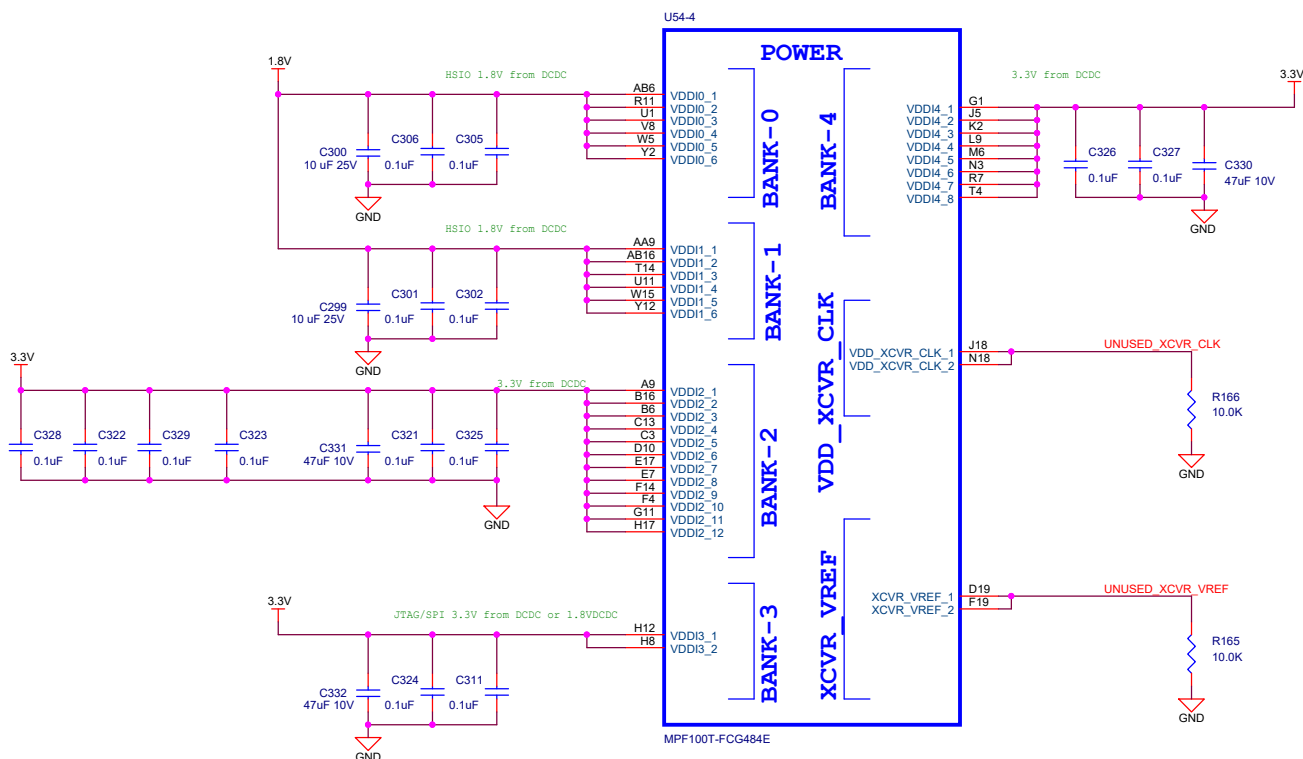 U54-4
POWER
1.8V
HSIO 1.8V from DCDC
C300
10 uF 25V
C306
0.1uF
C305
0.1uF
GND
AB6 VDDI0_1
R11 VDDI0_2
U1 VDDI0_3
V8 VDDI0_4
W5 VDDI0_5
Y2 VDDI0_6
BANK-0
HSIO 1.8V from DCDC
C299
10 uF 25V
C301
0.1uF
C302
0.1uF
GND
AA9 VDDI1_1
AB16 VDDI1_2
T14 VDDI1_3
U11 VDDI1_4
W15 VDDI1_5
Y12 VDDI1_6
BANK-1
3.3V
3.3V from DCDC
C328
0.1uF
C322
0.1uF
C329
0.1uF
C323
0.1uF
C331
47uF 10V
C321
0.1uF
C325
0.1uF
GND
A9 VDDI2_1
B16 VDDI2_2
B6 VDDI2_3
C13 VDDI2_4
C3 VDDI2_5
D10 VDDI2_6
E17 VDDI2_7
E7 VDDI2_8
F14 VDDI2_9
F4 VDDI2_10
G11 VDDI2_11
H17 VDDI2_12
BANK-2
3.3V
JTAG/SPI 3.3V from DCDC or 1.8VDCDC
C332
47uF 10V
C324
0.1uF
C311
0.1uF
GND
H12 VDDI3_1
H8 VDDI3_2
BANK-3
BANK-4
VDDI4_1 G1
VDDI4_2 J5
VDDI4_3 K2
VDDI4_4 L9
VDDI4_5 M6
VDDI4_6 N3
VDDI4_7 R7
VDDI4_8 T4
3.3V from DCDC
3.3V
C326
0.1uF
C327
0.1uF
C330
47uF 10V
GND
VDD_XCVR_CLK
VDD_XCVR_CLK_1 J18
VDD_XCVR_CLK_2 N18
UNUSED_XCVR_CLK
R166
10.0K
GND
XCVR_VREF
XCVR_VREF_1 D19
XCVR_VREF_2 F19
UNUSED_XCVR_VREF
R165
10.0K
GND
MPF100T-FCG484E